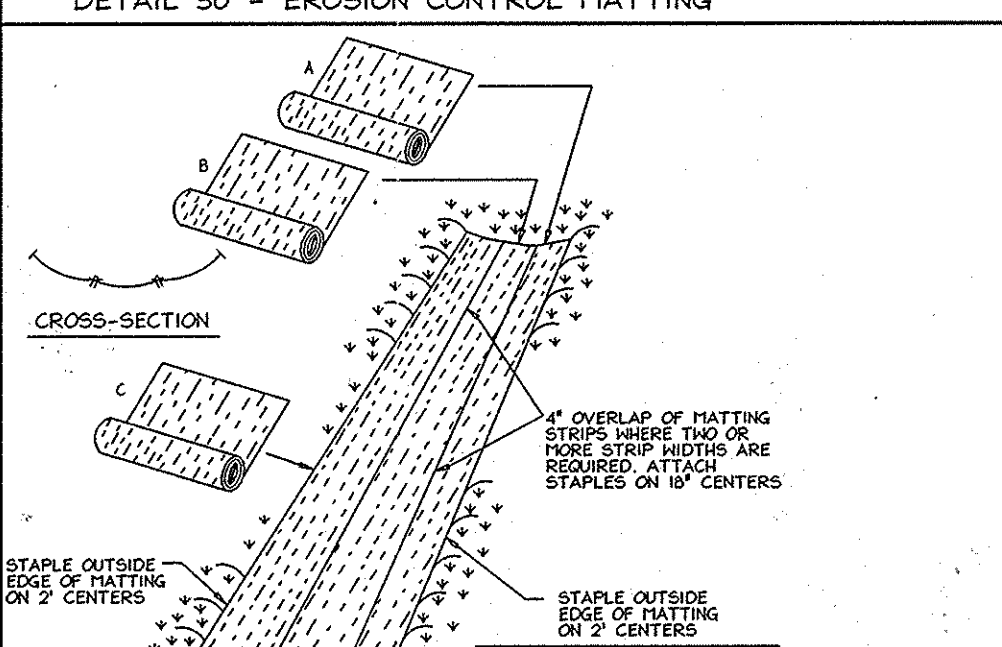 DETAIL 30 - EROSION CONTROL MATTING
A
B
CROSS-SECTION
C
4" OVERLAP OF MATTING
STRIPS WHERE TWO OR
MORE STRIP WIDTHS ARE
REQUIRED. ATTACH
STAPLES ON 18" CENTERS
STAPLE OUTSIDE
EDGE OF MATTING
ON 2' CENTERS
STAPLE OUTSIDE
EDGE OF MATTING
ON 2' CENTERS